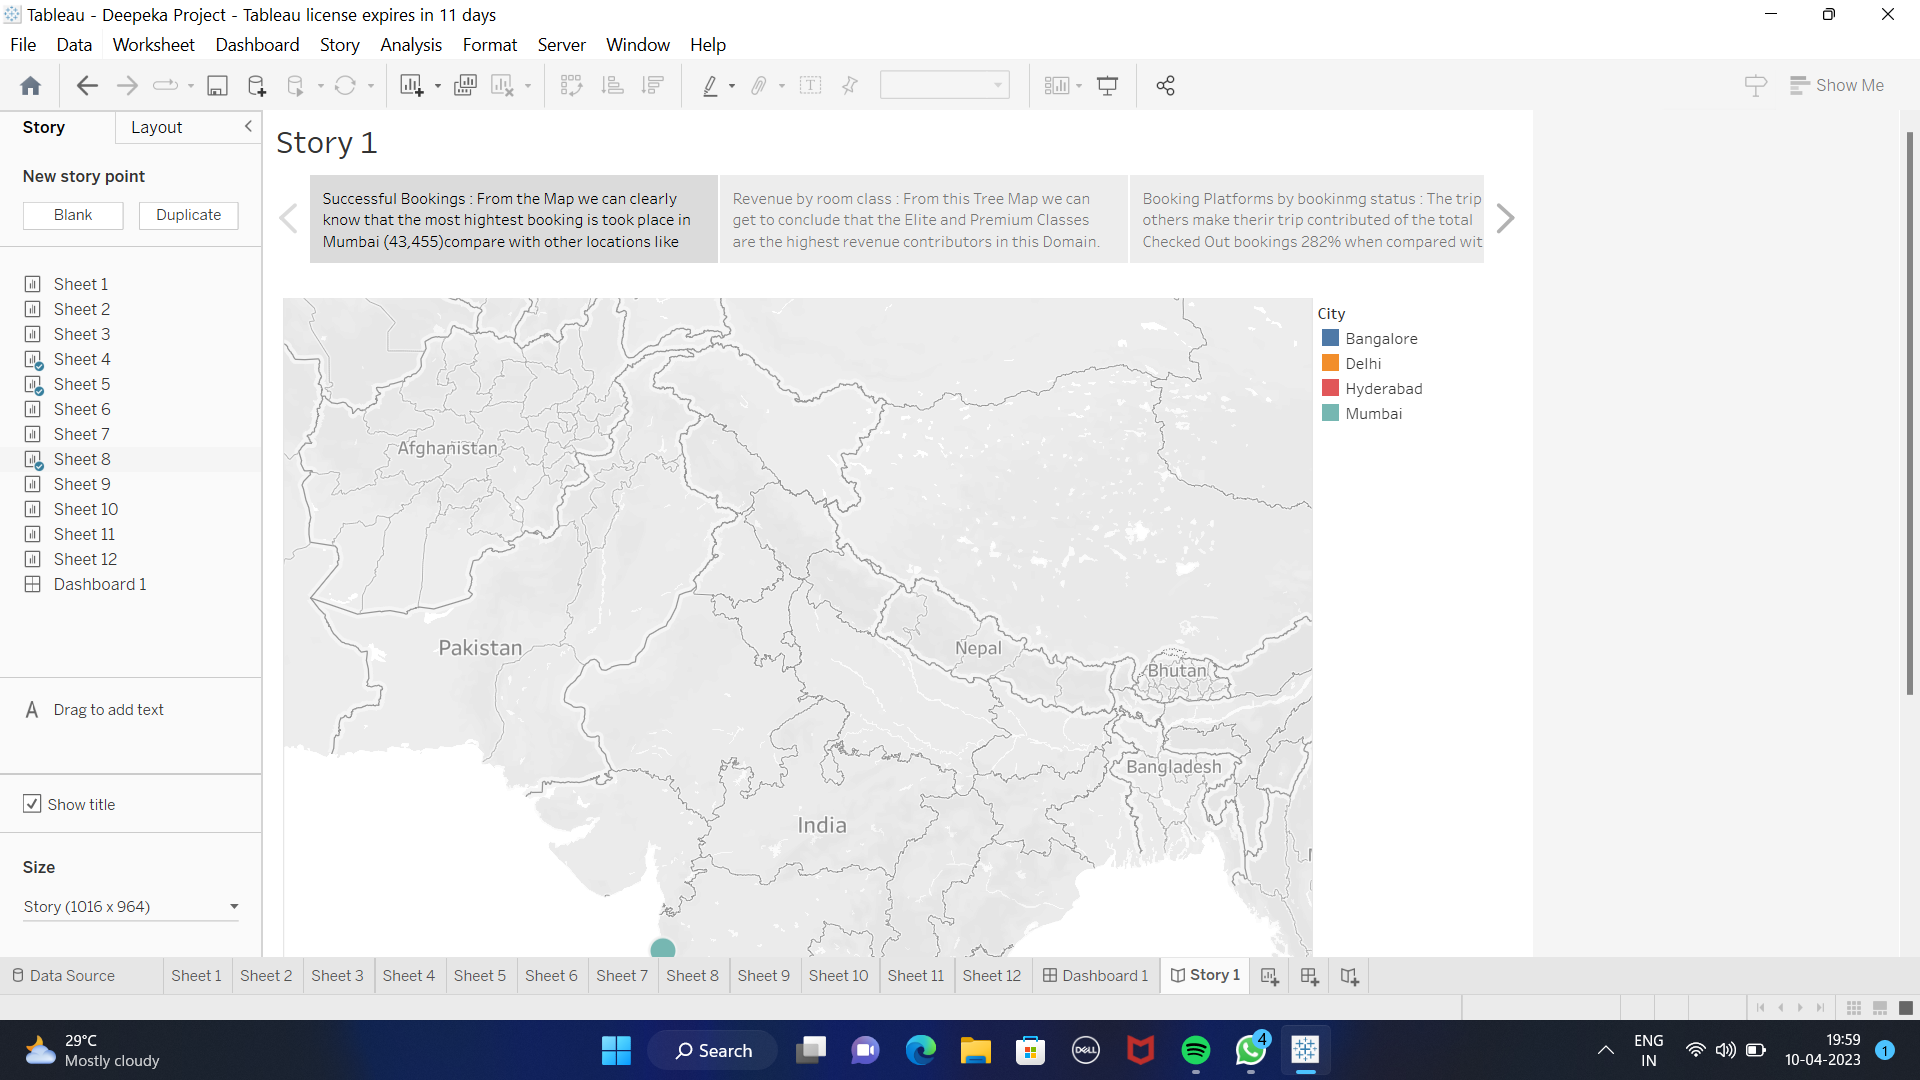 Tableau - Deepeka Project - Tableau license expires in 11 days
File Data Worksheet Dashboard Story Analysis Format Server Window Help
Show Me
Story Layout
New story point
Blank Duplicate
Sheet 1
Sheet 2
Sheet 3
Sheet 4
Sheet 5
Sheet 6
Sheet 7
Sheet 8
Sheet 9
Sheet 10
Sheet 11
Sheet 12
Dashboard 1
A Drag to add text
Show title
Size
Story (1016 x 964)
Story 1
Successful Bookings : From the Map we can clearly
know that the most hightest booking is took place in
Mumbai (43,455)compare with other locations like
Revenue by room class : From this Tree Map we can
get to conclude that the Elite and Premium Classes
are the highest revenue contributors in this Domain.
Booking Platforms by bookinmg status : The trip
others make therir trip contributed of the total
Checked Out bookings 282% when compared wit
City
Bangalore
Delhi
Hyderabad
Mumbai
Afghanistan
Pakistan
Nepal
Bhutan
Bangladesh
India
Data Source Sheet 1 Sheet 2 Sheet 3 Sheet 4 Sheet 5 Sheet 6 Sheet 7 Sheet 8 Sheet 9 Sheet 10 Sheet 11 Sheet 12 Dashboard 1 Story 1
29°C
Mostly cloudy
Search
DELL
4
ENG
IN
19:59
10-04-2023
1